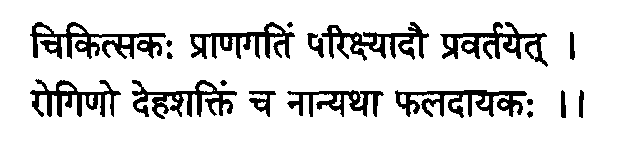 चिकित्सकः प्राणगतिं परिक्ष्यादौ प्रवर्तयेत् ।
रोगिणो देहशक्तिं च नान्यथा फलदायकः ।।